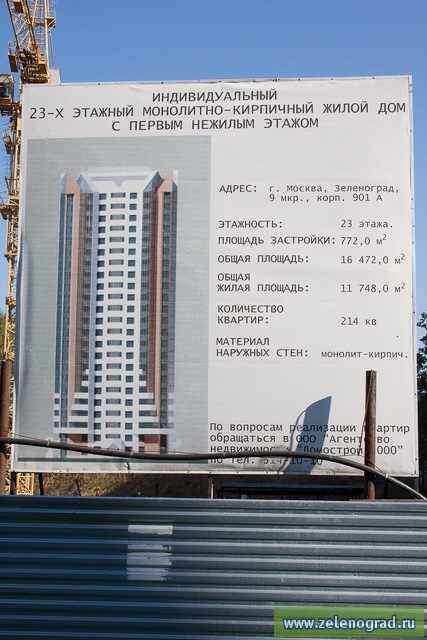 ИНДИВИДУАЛЬНЫЙ
23-Х ЭТАЖНЫЙ МОНОЛИТНО-КИРПИЧНЫЙ ЖИЛОЙ ДОМ
С ПЕРВЫМ НЕЖИЛЫМ ЭТАЖОМ
АДРЕС: г. Москва, Зеленоград,
9 мкр., корп. 901 А
ЭТАЖНОСТЬ: 23 этажа.
ПЛОЩАДЬ ЗАСТРОЙКИ: 772,0 м²
ОБЩАЯ ПЛОЩАДЬ: 16 472,0 м²
ОБЩАЯ
ЖИЛАЯ ПЛОЩАДЬ: 11 748,0 м²
КОЛИЧЕСТВО
КВАРТИР: 214 кв
МАТЕРИАЛ
НАРУЖНЫХ СТЕН: монолит-кирпич.
По вопросам реализации квартир
обращаться в ООО "Агентство
недвижимости "Домострой
по тел.
www.zelenograd.ru